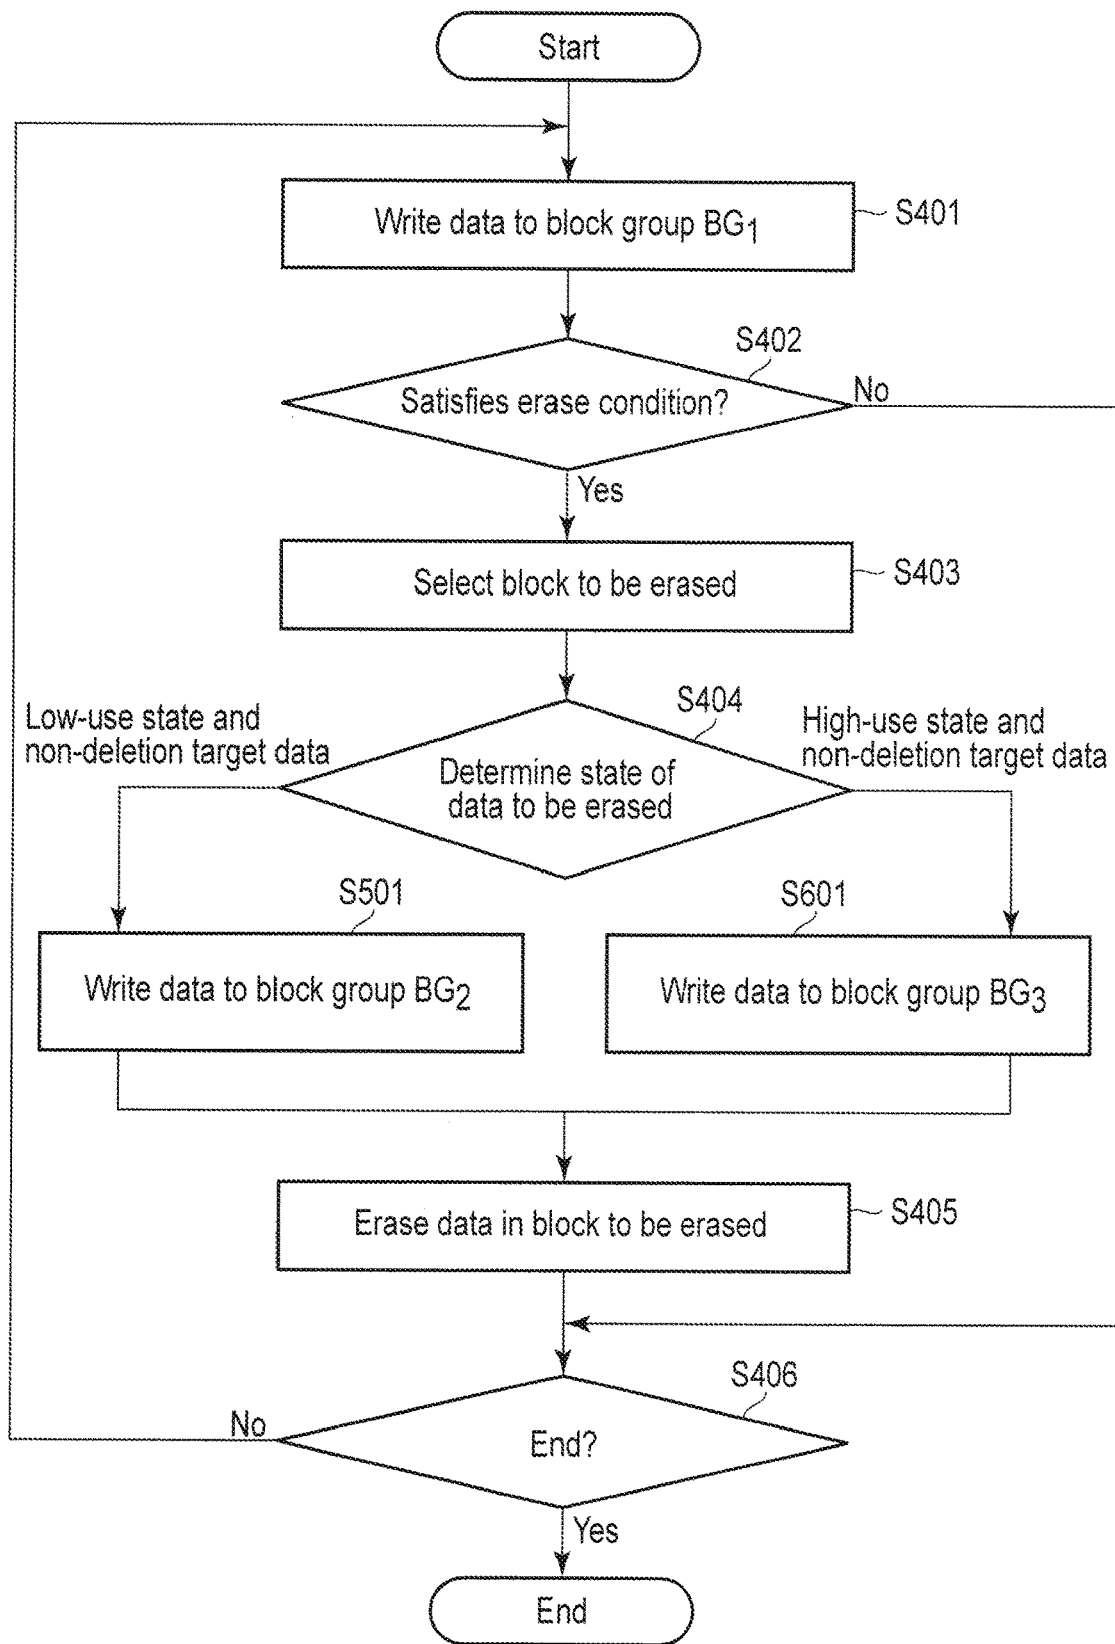 Start
Write data to block group BG1
S401
S402
Satisfies erase condition?
No
Yes
Select block to be erased
S403
S404
Low-use state and
non-deletion target data
High-use state and
non-deletion target data
Determine state of
data to be erased
S501
S601
Write data to block group BG2
Write data to block group BG3
Erase data in block to be erased
S405
S406
No
End?
Yes
End